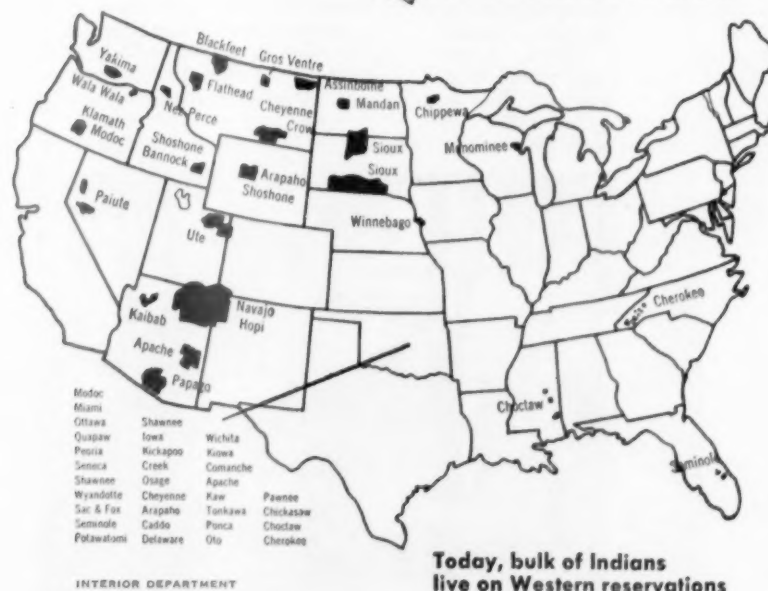 Blackfeet Gros Ventre
Yakima
Assiniboine
Wala Wala
Flathead
Mandan
Chippewa
Nez Perce
Cheyenne
Crow
Klamath
Modoc
Shoshone
Bannock
Sioux
Menominee
Arapaho
Shoshone
Sioux
Paiute
Winnebago
Ute
Cherokee
Kaibab
Navajo
Hopi
Apache
Papago
Choctaw
Seminole
Modoc
Miami
Ottawa Shawnee
Quapaw Iowa Wichita
Peoria Kickapoo Kiowa
Seneca Creek Comanche
Shawnee Osage Apache
Wyandotte Cheyenne Kaw Pawnee
Sac & Fox Arapaho Tonkawa Chickasaw
Seminole Caddo Ponca Choctaw
Potawatomi Delaware Oto Cherokee
INTERIOR DEPARTMENT
Today, bulk of Indians
live on Western reservations